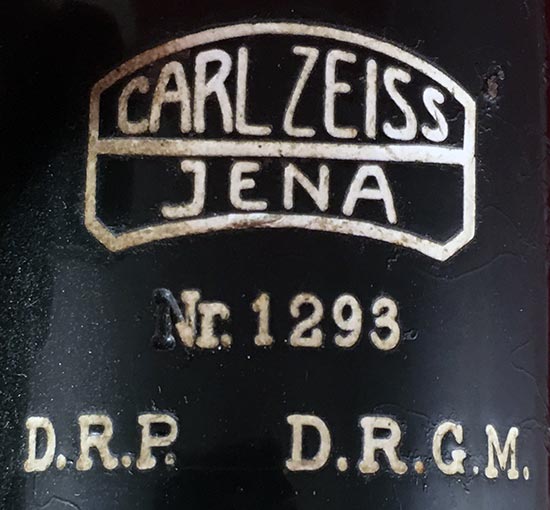 CARL ZEISS
JENA
Nr. 1293
D.R.P. D.R.G.M.